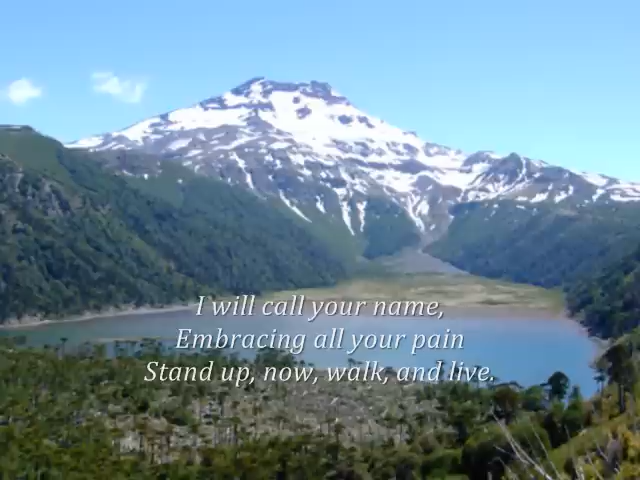 I will call your name,
Embracing all your pain
Stand up, now, walk, and live.